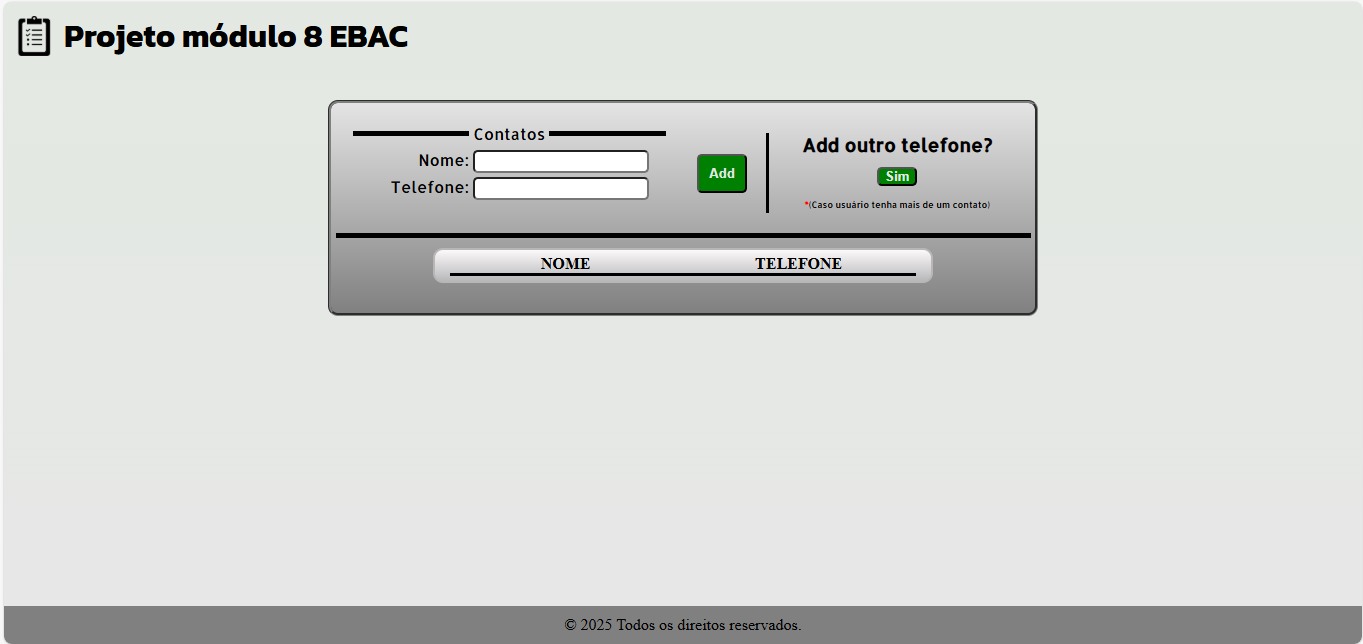 Projeto módulo 8 EBAC
Contatos
Nome:
Telefone:
Add
Add outro telefone?
Sim
*(Caso usuário tenha mais de um contato)
NOME TELEFONE
© 2025 Todos os direitos reservados.